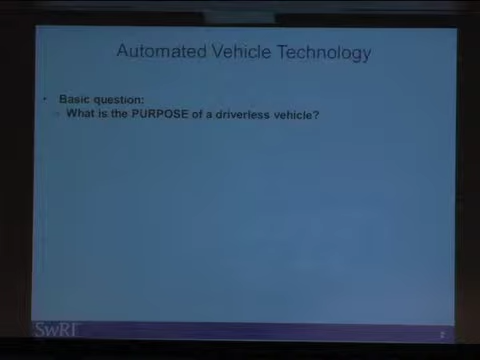 Automated Vehicle Technology
• Basic question:
What is the PURPOSE of a driverless vehicle?
SwRI